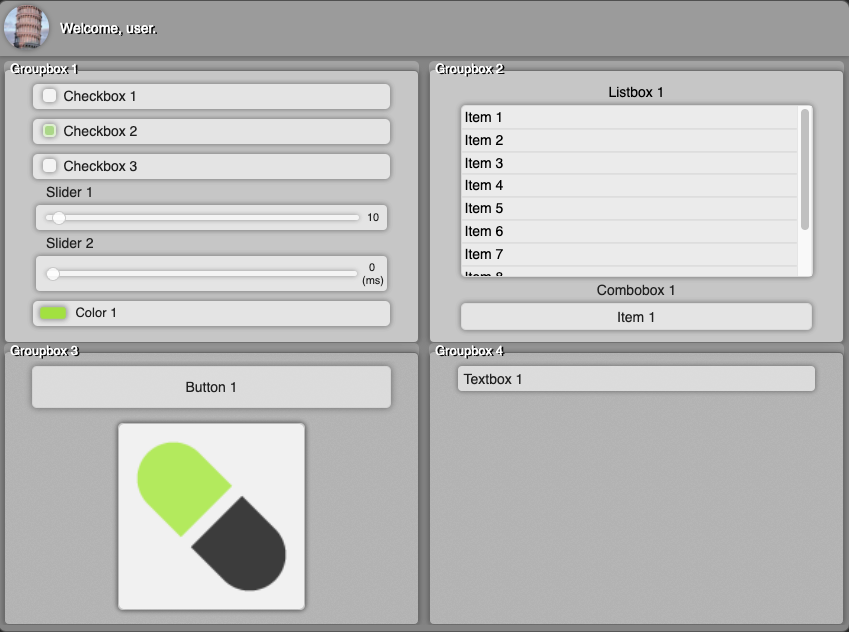 Welcome, user.
Groupbox 1
Checkbox 1
Checkbox 2
Checkbox 3
Slider 1
10
Slider 2
0
(ms)
Color 1
Groupbox 2
Listbox 1
Item 1
Item 2
Item 3
Item 4
Item 5
Item 6
Item 7
Item 8
Combobox 1
Item 1
Groupbox 3
Button 1
Groupbox 4
Textbox 1